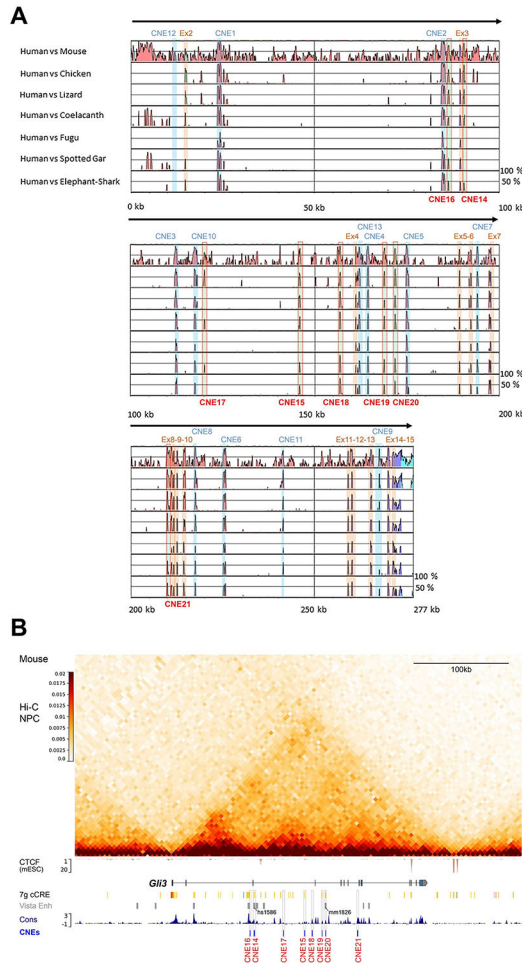 A
CNE12 Ex2 CNE1 CNE2 Ex3
Human vs Mouse
Human vs Chicken
Human vs Lizard
Human vs Coelacanth
Human vs Fugu
Human vs Spotted Gar
100 %
Human vs Elephant-Shark
50 %
CNE16 CNE14
0 kb 50 kb 100 kb
CNE13 CNE7
CNE3 CNE10 Ex4 CNE4 CNE5 Ex5-6 Ex7
100 %
50 %
CNE17 CNE15 CNE18 CNE19 CNE20
100 kb 150 kb 200 kb
CNE8 CNE9
Ex8-9-10 CNE6 CNE11 Ex11-12-13 Ex14-15
100 %
50 %
CNE21
200 kb 250 kb 277 kb
B
Mouse
100kb
Hi-C
NPC
0.02
0.0175
0.015
0.0125
0.01
0.0075
0.005
0.0025
0.0
CTCF
(mESC)
1
20
Gli3
7g cCRE
Vista Enh
hs1586 mm1826
Cons
3
-1
CNEs
CNE16 CNE14 CNE17 CNE15 CNE18 CNE19 CNE20 CNE21